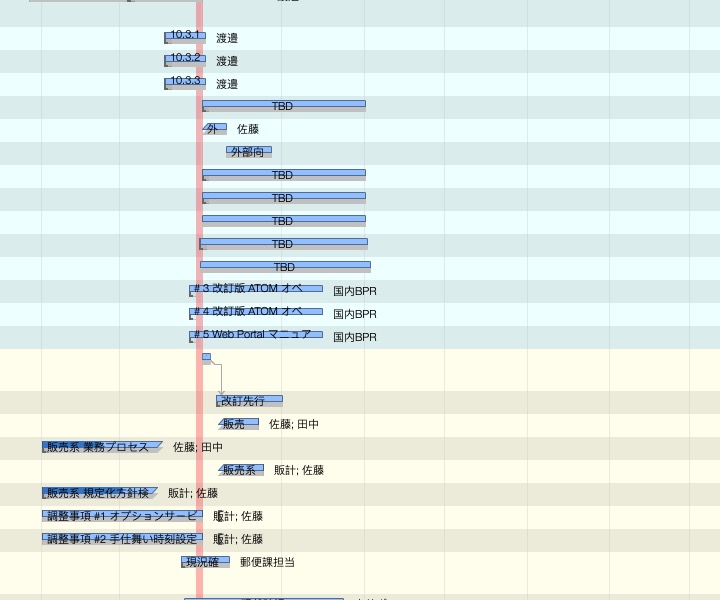 10.3.1 渡邉
10.3.2 渡邉
10.3.3 渡邉
TBD
外 佐藤
外部向
TBD
TBD
TBD
TBD
TBD
# 3 改訂版 ATOM オペ 国内BPR
# 4 改訂版 ATOM オペ 国内BPR
# 5 Web Portal マニュア 国内BPR
改訂先行
販売 佐藤; 田中
販売系 業務プロセス 佐藤; 田中
販売系 販計; 佐藤
販売系 規定化方針検 販計; 佐藤
調整事項 #1 オプションサービ 販計; 佐藤
調整事項 #2 手仕舞い時刻設定 販計; 佐藤
現況確 郵便課担当